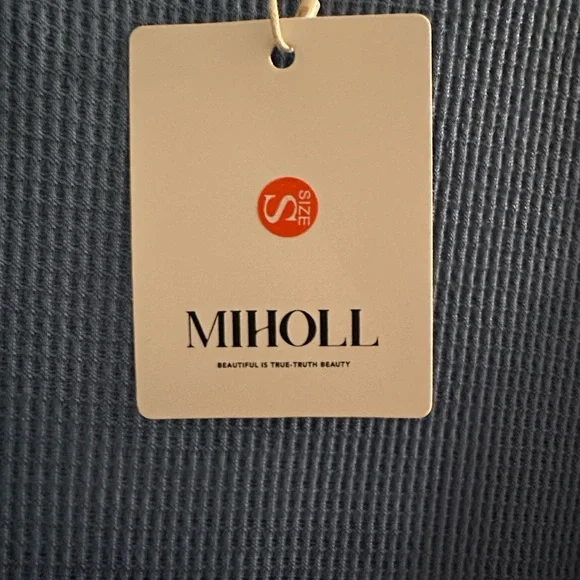 SIZE
S
MIHOLL
BEAUTIFUL IS TRUE-TRUTH BEAUTY